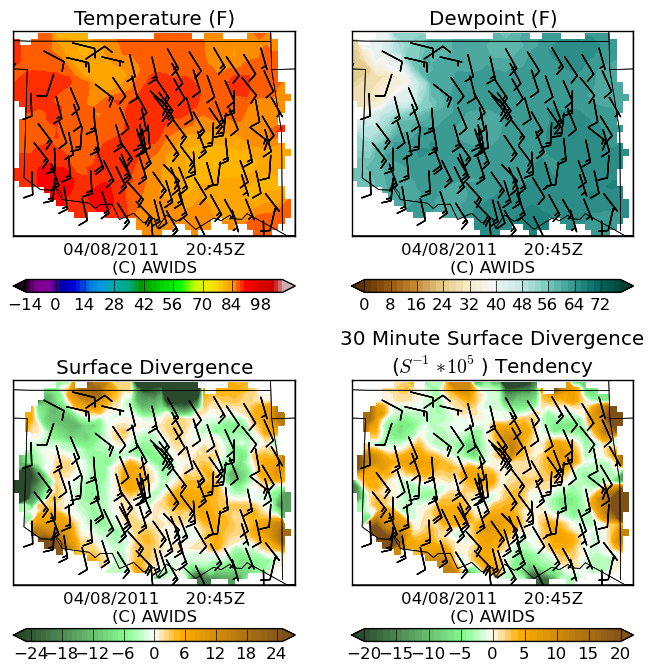 Temperature (F)
04/08/2011 20:45Z
(C) AWIDS
−14 0 14 28 42 56 70 84 98
Dewpoint (F)
04/08/2011 20:45Z
(C) AWIDS
0 8 16 24 32 40 48 56 64 72
Surface Divergence
04/08/2011 20:45Z
(C) AWIDS
−24 −18 −12 −6 0 6 12 18 24
30 Minute Surface Divergence
(S⁻¹ *10⁵ ) Tendency
04/08/2011 20:45Z
(C) AWIDS
−20 −15 −10 −5 0 5 10 15 20